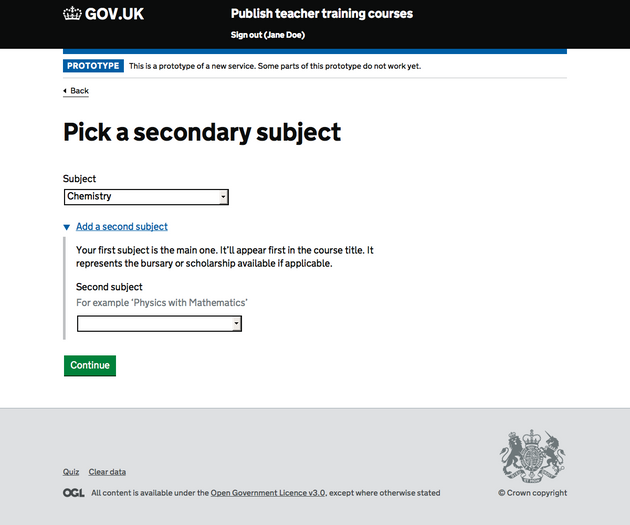 GOV.UK
Publish teacher training courses
Sign out (Jane Doe)
PROTOTYPE This is a prototype of a new service. Some parts of this prototype do not work yet.
Back
Pick a secondary subject
Subject
Chemistry
Add a second subject
Your first subject is the main one. It’ll appear first in the course title. It
represents the bursary or scholarship available if applicable.
Second subject
For example ‘Physics with Mathematics’
Continue
Quiz Clear data
OGL All content is available under the Open Government Licence v3.0, except where otherwise stated
© Crown copyright